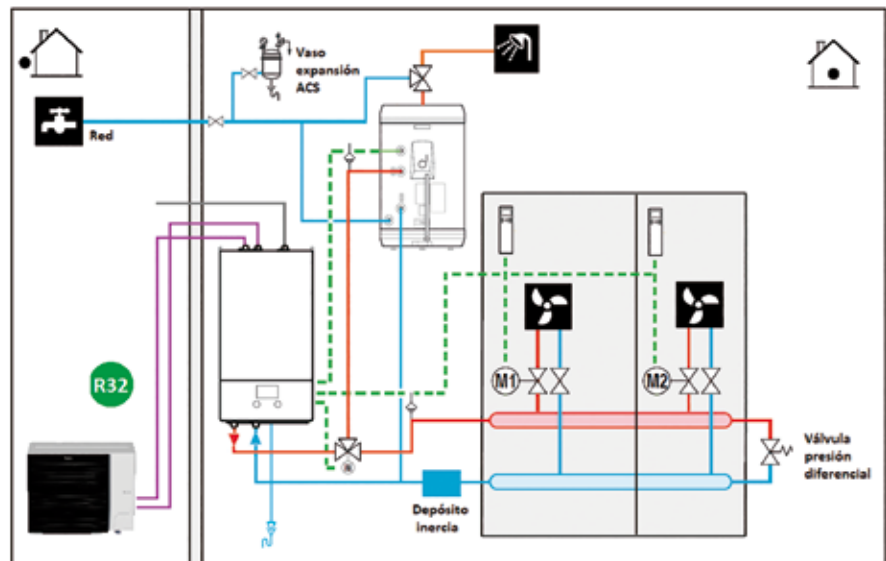 Vaso
expansión
ACS
Red
R32
M1
M2
Válvula
presión
diferencial
Depósito
inercia